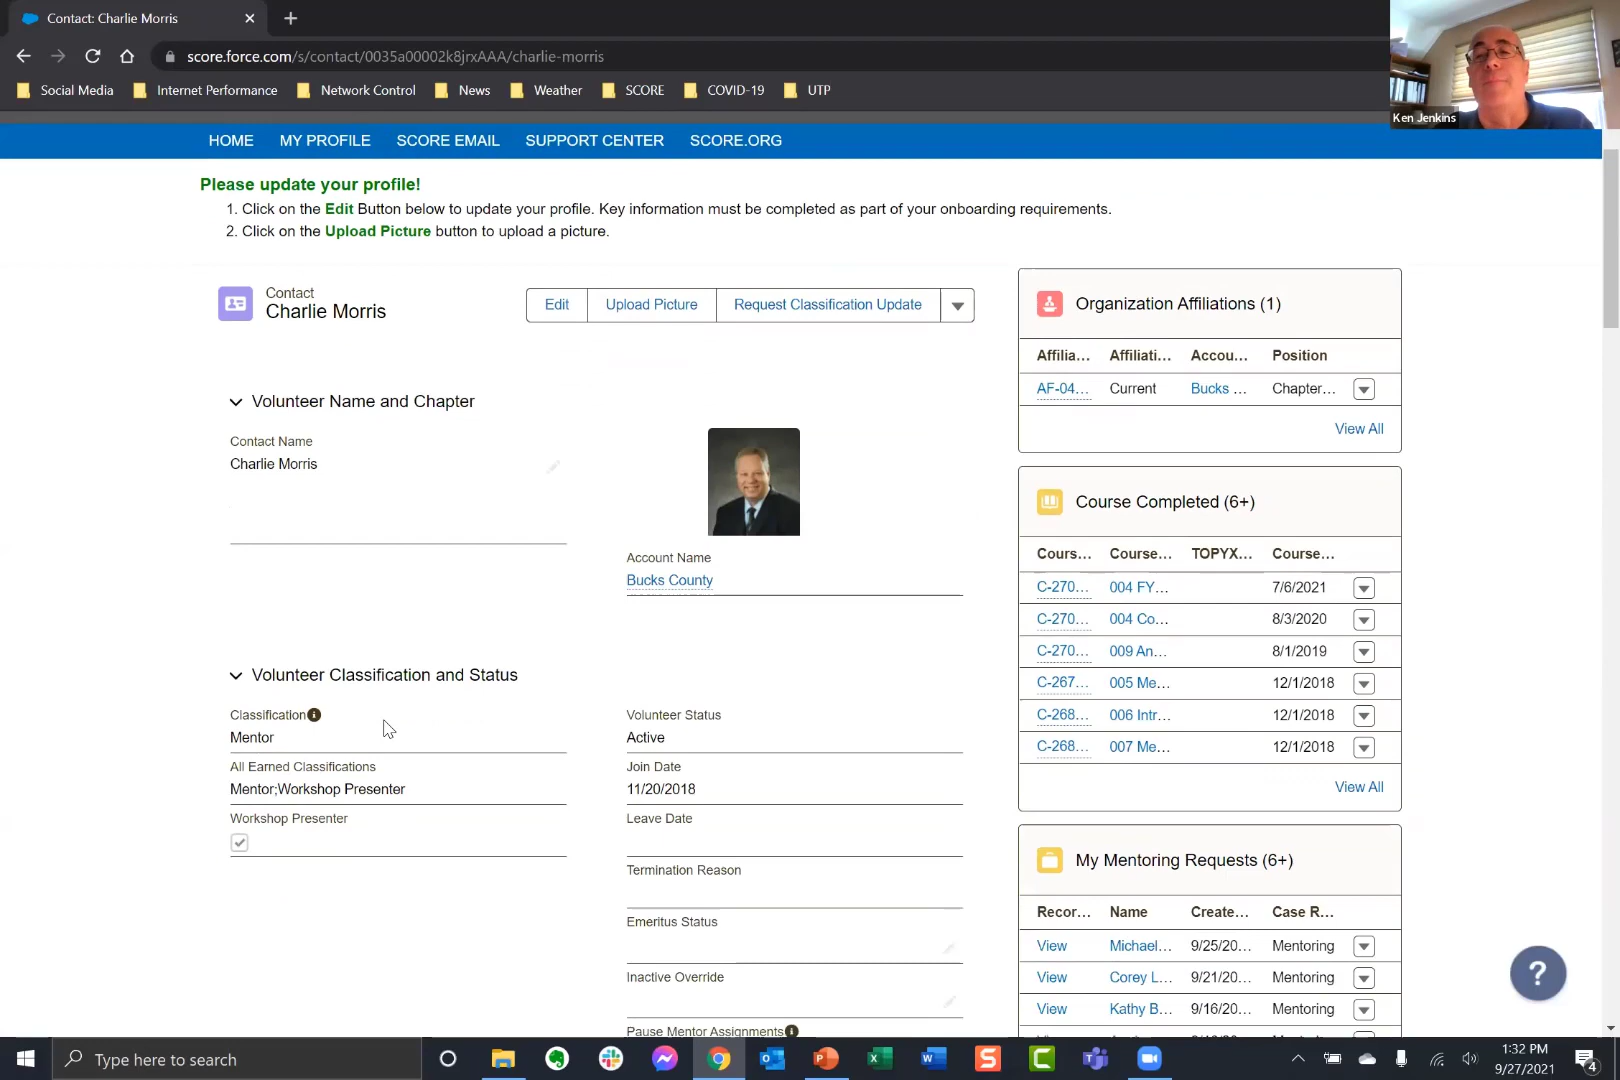 Contact: Charlie Morris
score.force.com/s/contact/0035a00002k8jrxAAA/charlie-morris
Social Media Internet Performance Network Control News Weather SCORE COVID-19 UTP
Ken Jenkins
HOME MY PROFILE SCORE EMAIL SUPPORT CENTER SCORE.ORG
Please update your profile!
1. Click on the Edit Button below to update your profile. Key information must be completed as part of your onboarding requirements.
2. Click on the Upload Picture button to upload a picture.
Contact
Charlie Morris
Edit Upload Picture Request Classification Update
Volunteer Name and Chapter
Contact Name
Charlie Morris
Account Name
Bucks County
Volunteer Classification and Status
Classification
Mentor
All Earned Classifications
Mentor;Workshop Presenter
Workshop Presenter
Volunteer Status
Active
Join Date
11/20/2018
Leave Date
Termination Reason
Emeritus Status
Inactive Override
Pause Mentor Assignments
Organization Affiliations (1)
Affilia... Affiliati... Accou... Position
AF-04... Current Bucks ... Chapter...
View All
Course Completed (6+)
Cours... Course... TOPYX... Course...
C-270... 004 FY... 7/6/2021
C-270... 004 Co... 8/3/2020
C-270... 009 An... 8/1/2019
C-267... 005 Me... 12/1/2018
C-268... 006 Intr... 12/1/2018
C-268... 007 Me... 12/1/2018
View All
My Mentoring Requests (6+)
Recor... Name Create... Case R...
View Michael... 9/25/20... Mentoring
View Corey L... 9/21/20... Mentoring
View Kathy B... 9/16/20... Mentoring
?
Type here to search
1:32 PM
9/27/2021
4